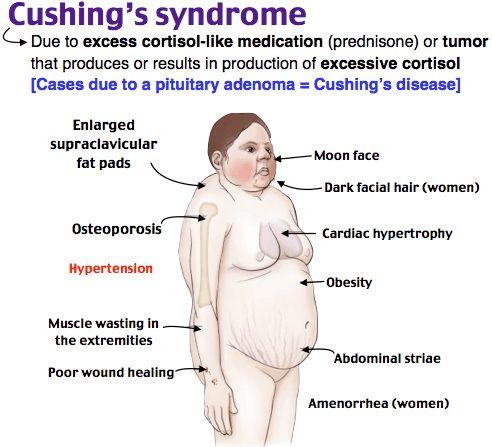 Cushing's syndrome
Due to excess cortisol-like medication (prednisone) or tumor
that produces or results in production of excessive cortisol
[Cases due to a pituitary adenoma = Cushing's disease]
Enlarged
supraclavicular
fat pads
Moon face
Dark facial hair (women)
Osteoporosis
Cardiac hypertrophy
Hypertension
Obesity
Muscle wasting in
the extremities
Abdominal striae
Poor wound healing
Amenorrhea (women)